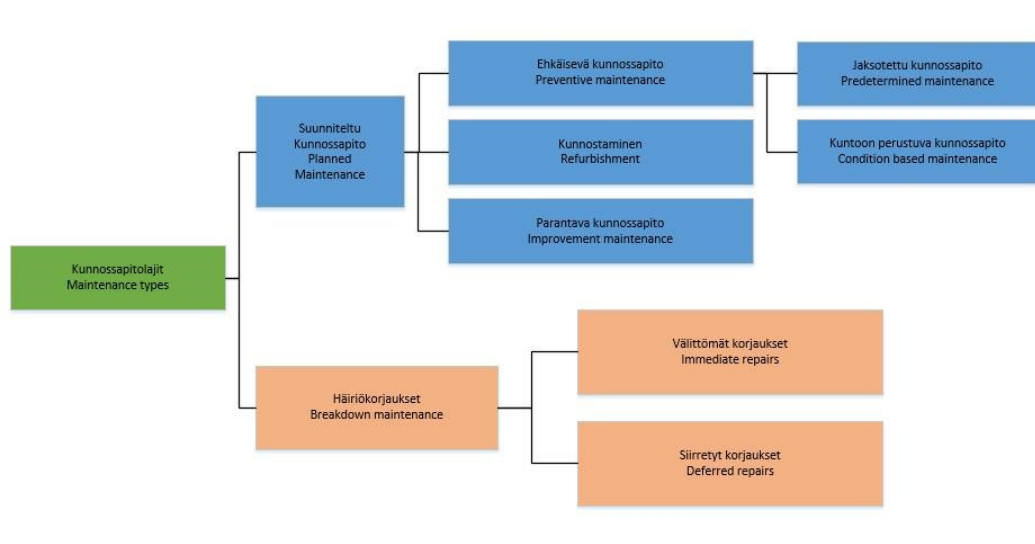 Ehkäisevä kunnossapito
Preventive maintenance
Jaksotettu kunnossapito
Predetermined maintenance
Suunniteltu
Kunnossapito
Planned
Maintenance
Kunnostaminen
Refurbishment
Kuntoon perustuva kunnossapito
Condition based maintenance
Parantava kunnossapito
Improvement maintenance
Kunnossapitolajit
Maintenance types
Välittömät korjaukset
Immediate repairs
Häiriökorjaukset
Breakdown maintenance
Siirretyt korjaukset
Deferred repairs